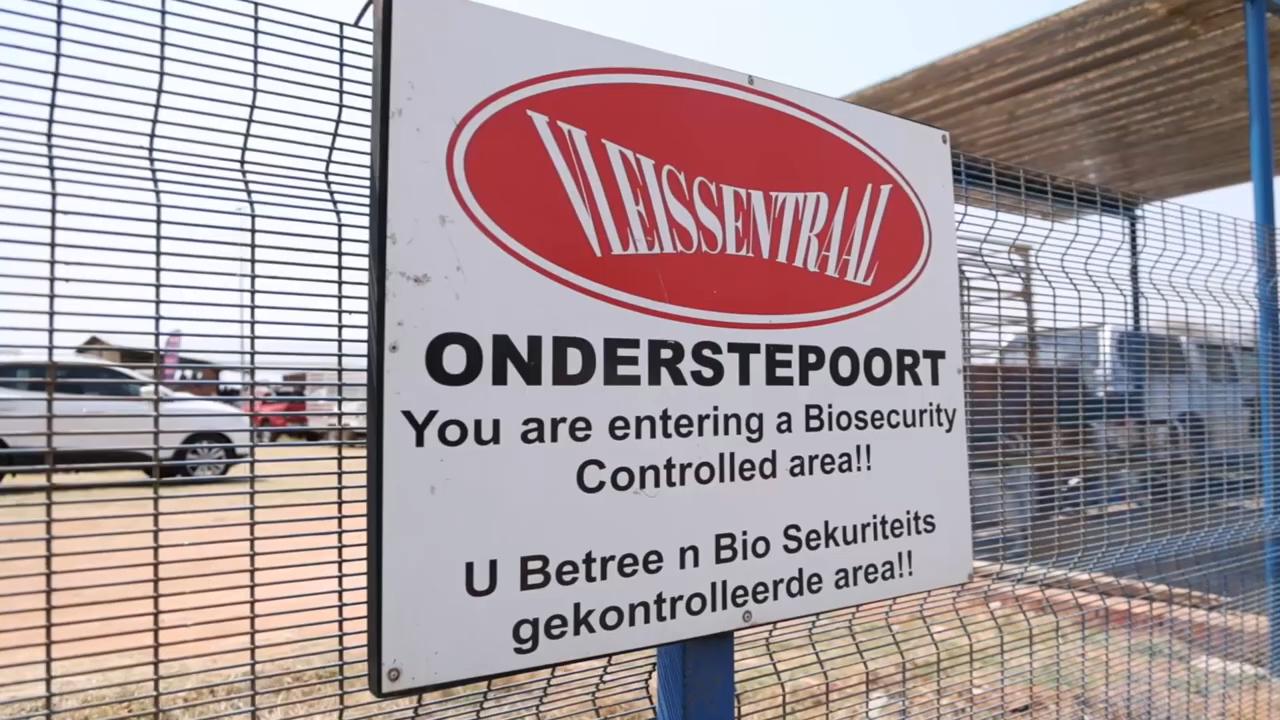 VLEISSENTRAAL
ONDERSTEPOORT
You are entering a Biosecurity
Controlled area!!
U Betree n Bio Sekuriteits
gekontrolleerde area!!